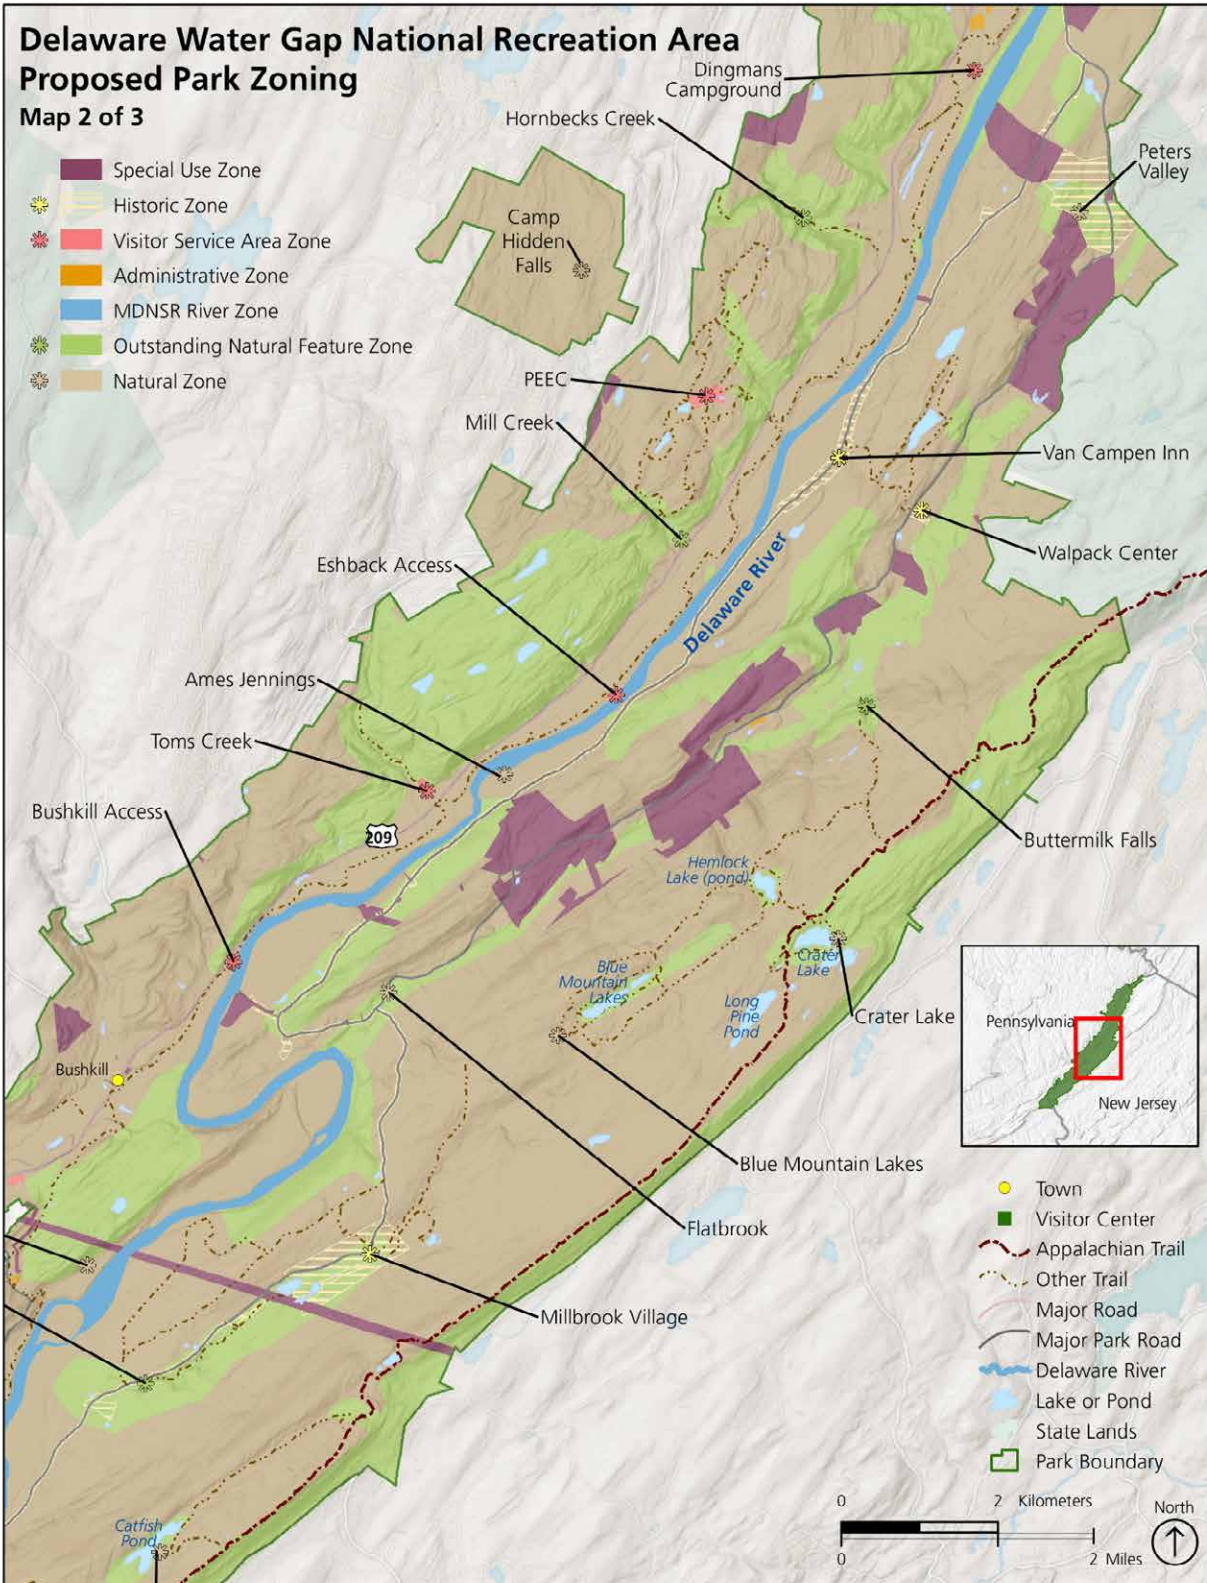 Delaware Water Gap National Recreation Area
Proposed Park Zoning
Map 2 of 3
Special Use Zone
Historic Zone
Visitor Service Area Zone
Administrative Zone
MDNSR River Zone
Outstanding Natural Feature Zone
Natural Zone
Dingmans
Campground
Hornbecks Creek
Peters
Valley
Camp
Hidden
Falls
PEEC
Mill Creek
Van Campen Inn
Walpack Center
Eshback Access
Delaware River
Ames Jennings
Toms Creek
Bushkill Access
209
Buttermilk Falls
Hemlock
Lake (pond)
Crater
Lake
Blue
Mountain
Lakes
Long
Pine
Pond
Crater Lake
Bushkill
Pennsylvania
New Jersey
Blue Mountain Lakes
Flatbrook
Millbrook Village
Catfish
Pond
Town
Visitor Center
Appalachian Trail
Other Trail
Major Road
Major Park Road
Delaware River
Lake or Pond
State Lands
Park Boundary
0 2 Kilometers
0 2 Miles
North